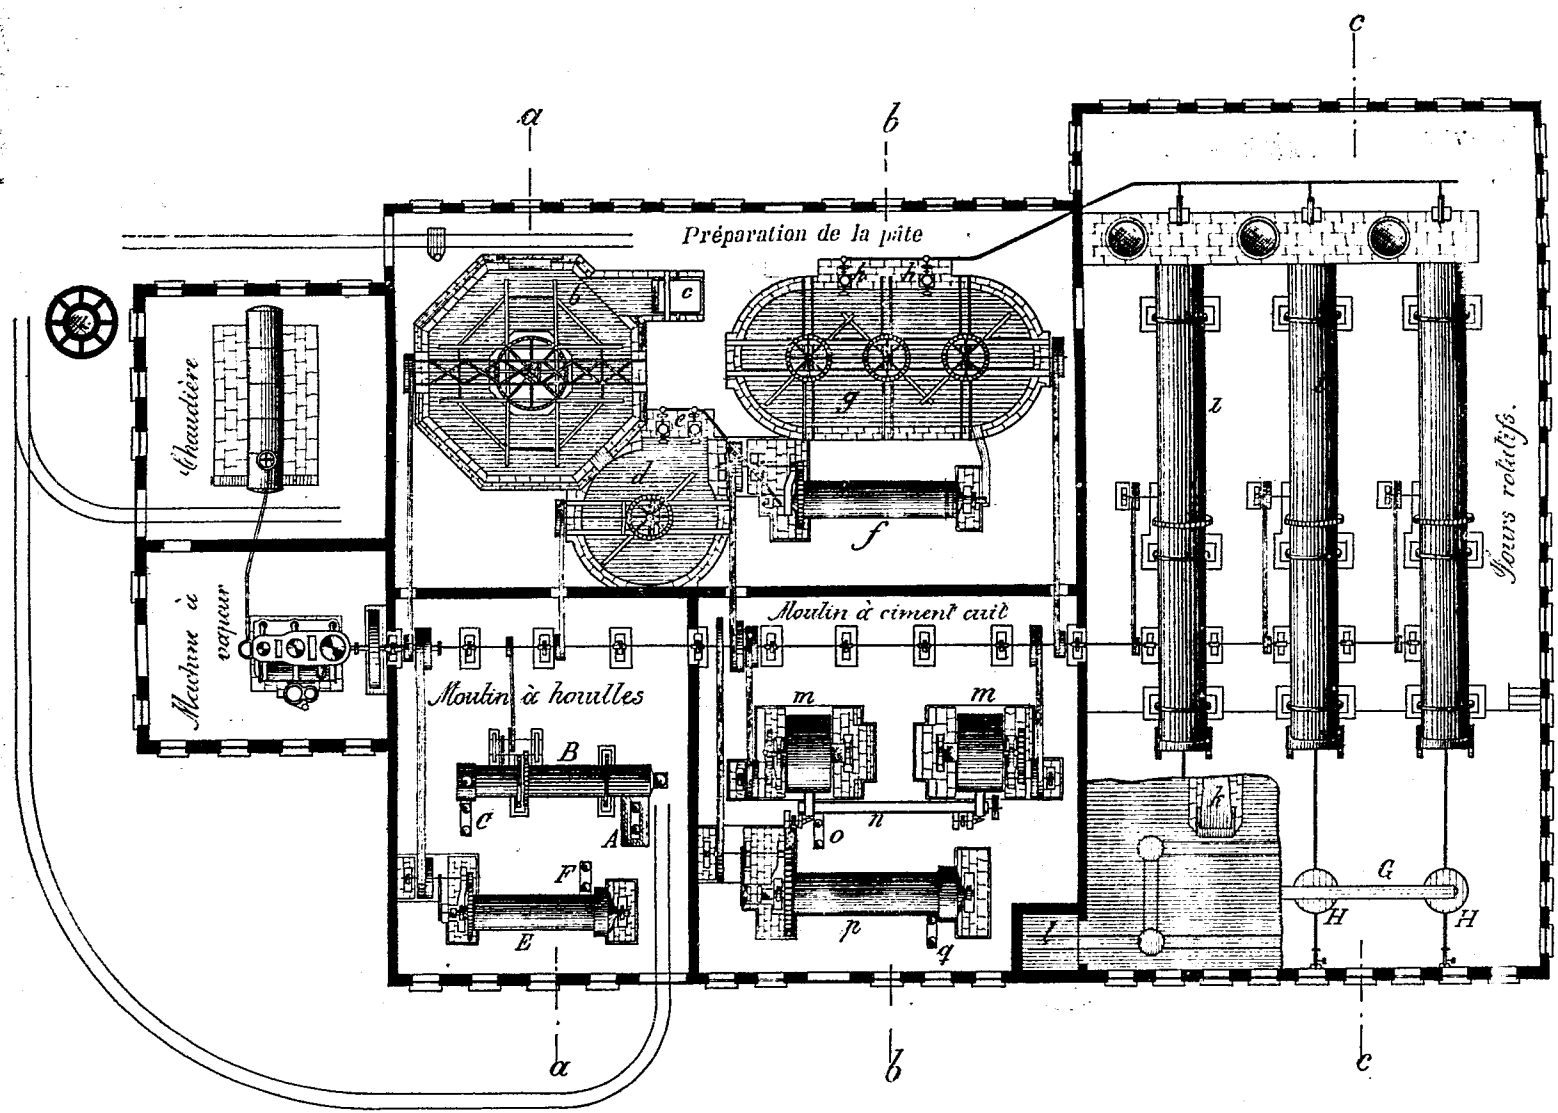 c
a
b
Préparation de la pâte
b
c
h
h
Chaudière
g
i
e
d
Fours rotatifs.
f
Machine à
vapeur
Moulin à ciment cuit
Moulin à houilles
m
m
B
C
A
n
o
k
F
E
p
q
G
H
H
l
a
b
c